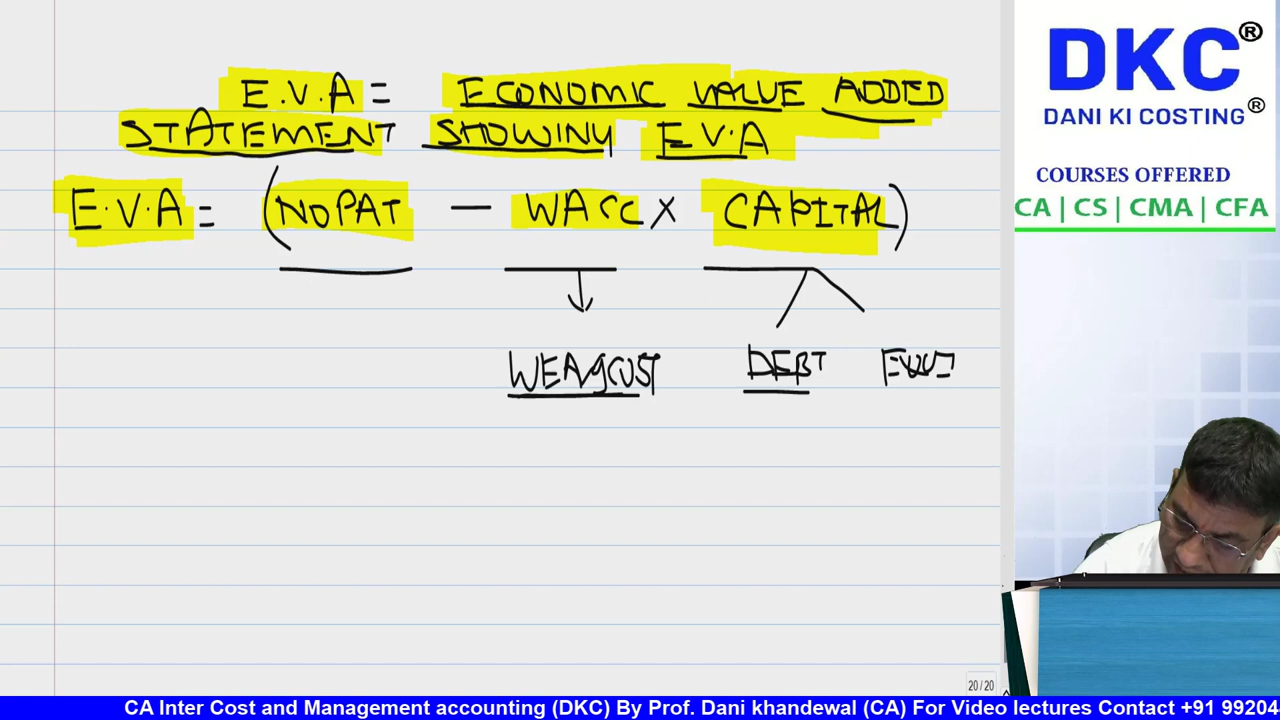 E.V.A = ECONOMIC VALUE ADDED
STATEMENT SHOWING E.V.A
E.V.A = (NOPAT - WACC X CAPITAL)
DEBT
20/20
DKC®
DANI KI COSTING®
COURSES OFFERED
CA | CS | CMA | CFA
CA Inter Cost and Management accounting (DKC) By Prof. Dani khandewal (CA) For Video lectures Contact +91 99204